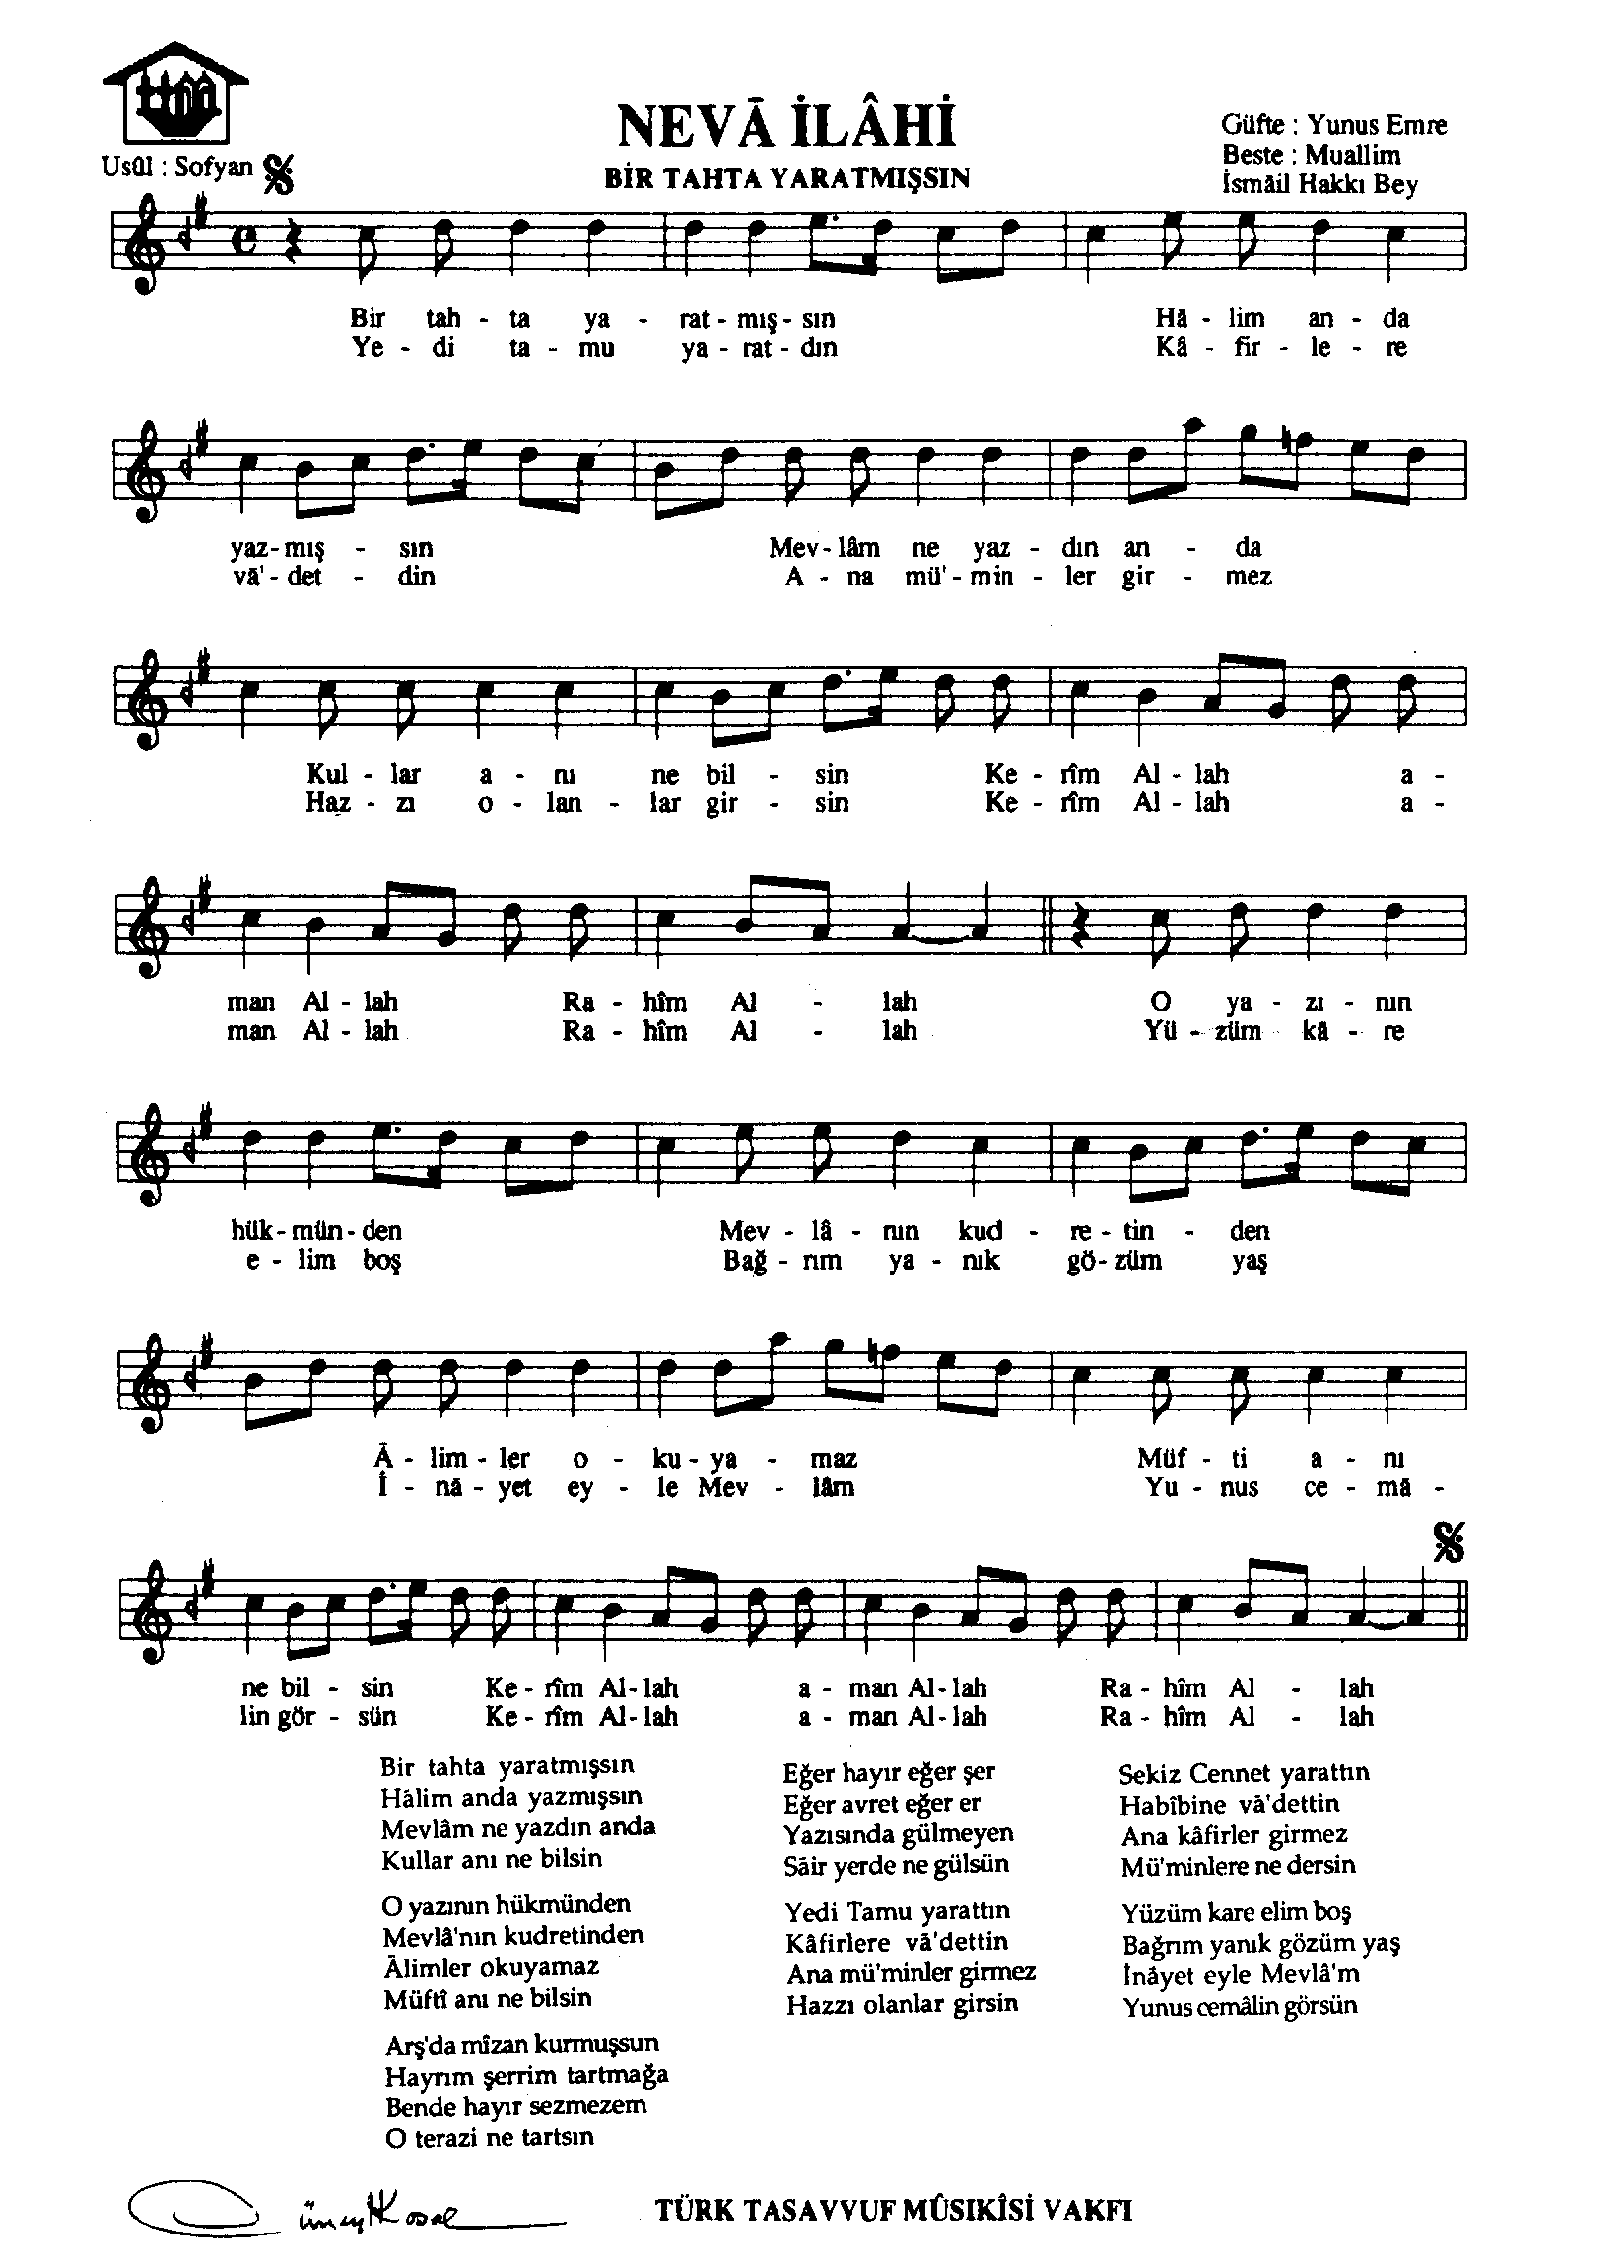 ttmv
NEVĀ İLÂHİ
Güfte : Yunus Emre
Beste : Muallim
Usûl : Sofyan
BİR TAHTA YARATMIŞSIN
İsmāil Hakkı Bey
Bir tah - ta ya - rat - mış - sın Hā - lim an - da
Ye - di ta - mu ya - rat - dın Kâ - fir - le - re
yaz - mış - sın Mev - lâm ne yaz - dın an - da
vā' - det - din A - na mü' - min - ler gir - mez
Kul - lar a - nı ne bil - sin Ke - rîm Al - lah a -
Haz - zı o - lan - lar gir - sin Ke - rîm Al - lah a -
man Al - lah Ra - hîm Al - lah O ya - zı - nın
man Al - lah Ra - hîm Al - lah Yü - züm kā - re
hük - mün - den Mev - lâ - nın kud - re - tin - den
e - lim boş Bağ - rım ya - nık gö - züm yaş
Ā - lim - ler o - ku - ya - maz Müf - ti a - nı
İ - nā - yet ey - le Mev - lâm Yu - nus ce - mā -
ne bil - sin Ke - rîm Al - lah a - man Al - lah Ra - hîm Al - lah
lin gör - sün Ke - rîm Al - lah a - man Al - lah Ra - hîm Al - lah
Bir tahta yaratmışsın
Hālim anda yazmışsın
Mevlâm ne yazdın anda
Kullar anı ne bilsin
O yazının hükmünden
Mevlâ'nın kudretinden
Ālimler okuyamaz
Müftî anı ne bilsin
Arş'da mîzan kurmuşsun
Hayrım şerrim tartmağa
Bende hayır sezmezem
O terazi ne tartsın
Eğer hayır eğer şer
Eğer avret eğer er
Yazısında gülmeyen
Sāir yerde ne gülsün
Yedi Tamu yarattın
Kâfirlere vā'dettin
Ana mü'minler girmez
Hazzı olanlar girsin
Sekiz Cennet yarattın
Habîbine vā'dettin
Ana kâfirler girmez
Mü'minlere ne dersin
Yüzüm kare elim boş
Bağrım yanık gözüm yaş
İnāyet eyle Mevlâ'm
Yunus cemālin görsün
TÜRK TASAVVUF MÛSIKÎSİ VAKFI